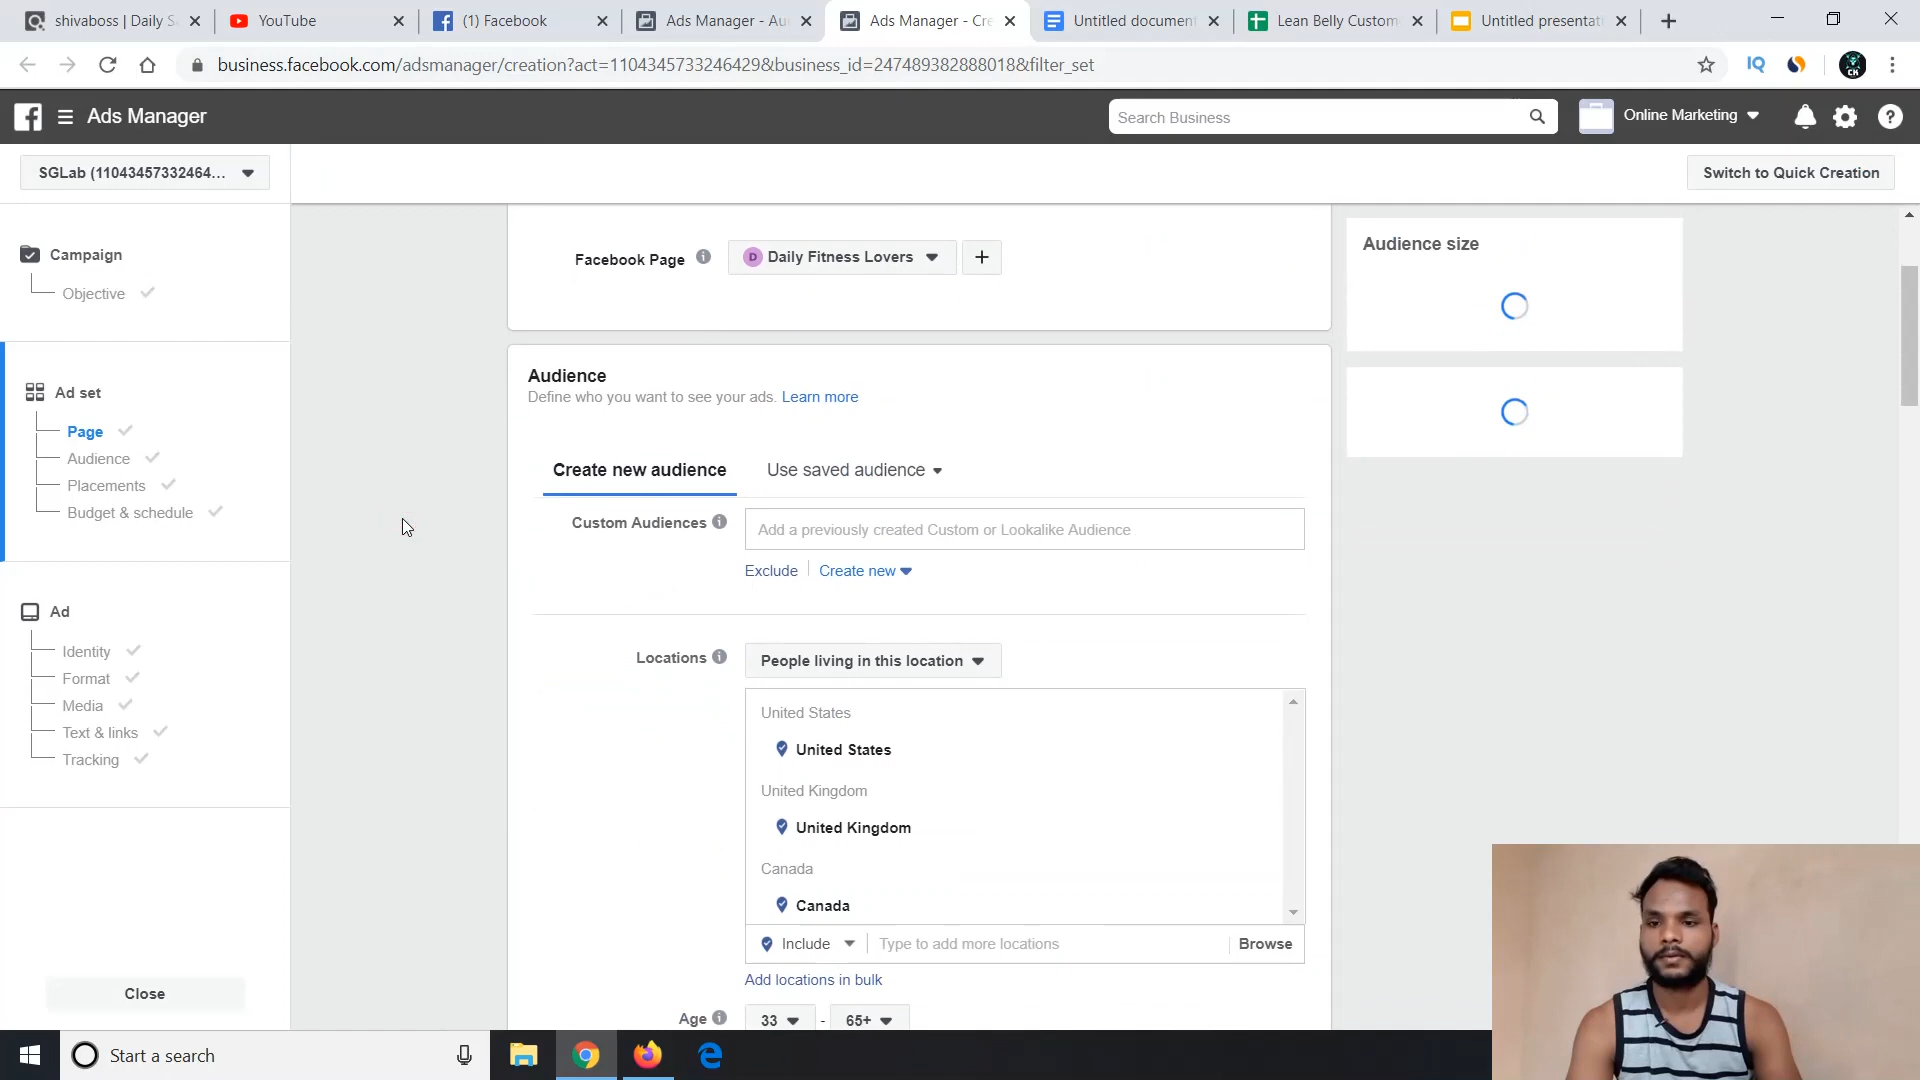 shivaboss | Daily S
YouTube
(1) Facebook
Ads Manager - Au
Ads Manager - Cre
Untitled document
Lean Belly Custom
Untitled presentat
business.facebook.com/adsmanager/creation?act=110434573324​6429&business_id=247489382888018&filter_set
IQ
CK
Ads Manager
Search Business
Online Marketing
SGLab (11043457332464...
Switch to Quick Creation
Campaign
Objective
Ad set
Page
Audience
Placements
Budget & schedule
Ad
Identity
Format
Media
Text & links
Tracking
Close
Facebook Page
D Daily Fitness Lovers
Audience size
Audience
Define who you want to see your ads. Learn more
Create new audience
Use saved audience
Custom Audiences
Add a previously created Custom or Lookalike Audience
Exclude
Create new
Locations
People living in this location
United States
United States
United Kingdom
United Kingdom
Canada
Canada
Include
Type to add more locations
Browse
Add locations in bulk
Age
33 - 65+
Start a search